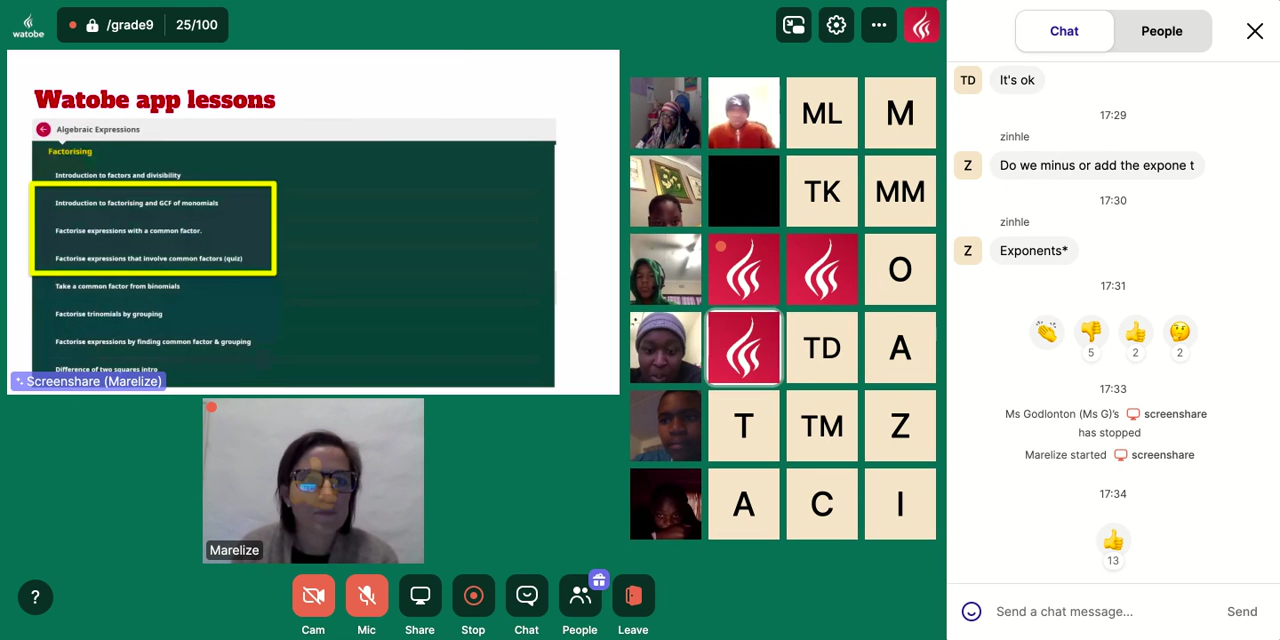 watobe
/grade9
25/100
Watobe app lessons
Algebraic Expressions
Factorising
Introduction to factors and divisibility
Introduction to factorising and GCF of monomials
Factorise expressions with a common factor.
Factorise expressions that involve common factors (quiz)
Take a common factor from binomials
Factorise trinomials by grouping
Factorise expressions by finding common factor & grouping
Difference of two squares intro
Screenshare (Marelize)
Marelize
ML
M
TK
MM
O
TD
A
T
TM
Z
A
C
I
?
Cam
Mic
Share
Stop
Chat
People
Leave
Chat
People
TD
It's ok
17:29
zinhle
Z
Do we minus or add the expone t
17:30
zinhle
Z
Exponents*
17:31
5
2
2
17:33
Ms Godlonton (Ms G)'s screenshare
has stopped
Marelize started screenshare
17:34
13
Send a chat message...
Send